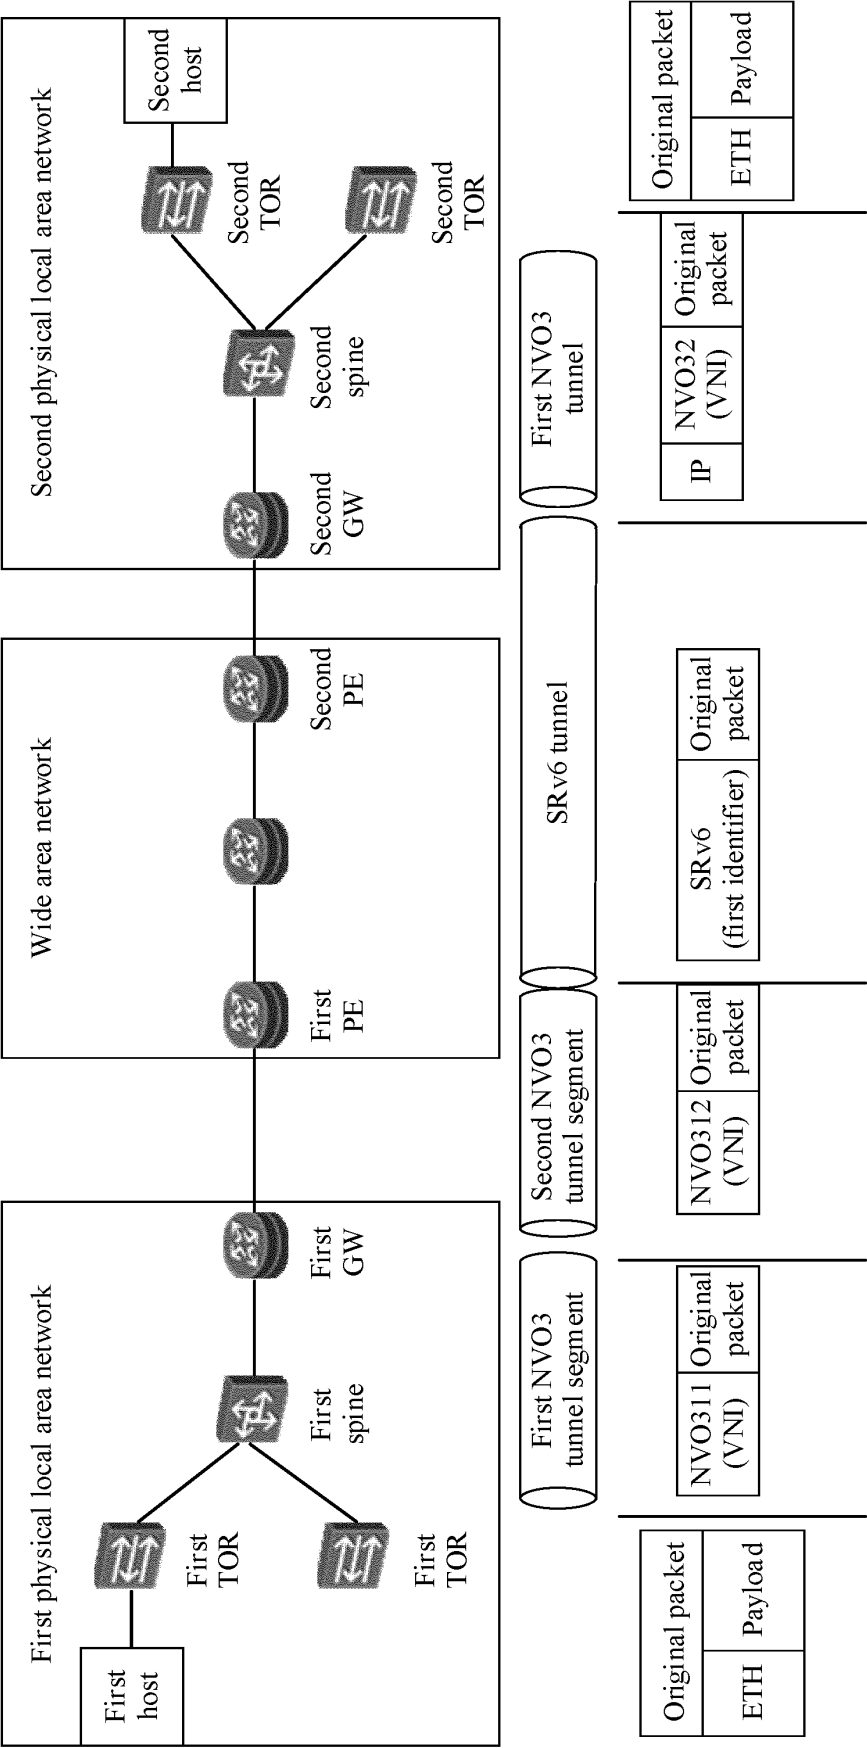 First physical local area network
Wide area network
Second physical local area network
First
host
First
TOR
First
TOR
First
spine
First
GW
First
PE
Second
PE
Second
GW
Second
spine
Second
TOR
Second
TOR
Second
host
First NVO3
tunnel segment
Second NVO3
tunnel segment
SRv6 tunnel
First NVO3
tunnel
Original packet
ETH
Payload
NVO311
(VNI)
Original
packet
NVO312
(VNI)
Original
packet
SRv6
(first identifier)
Original
packet
IP
NVO32
(VNI)
Original
packet
Original packet
ETH
Payload